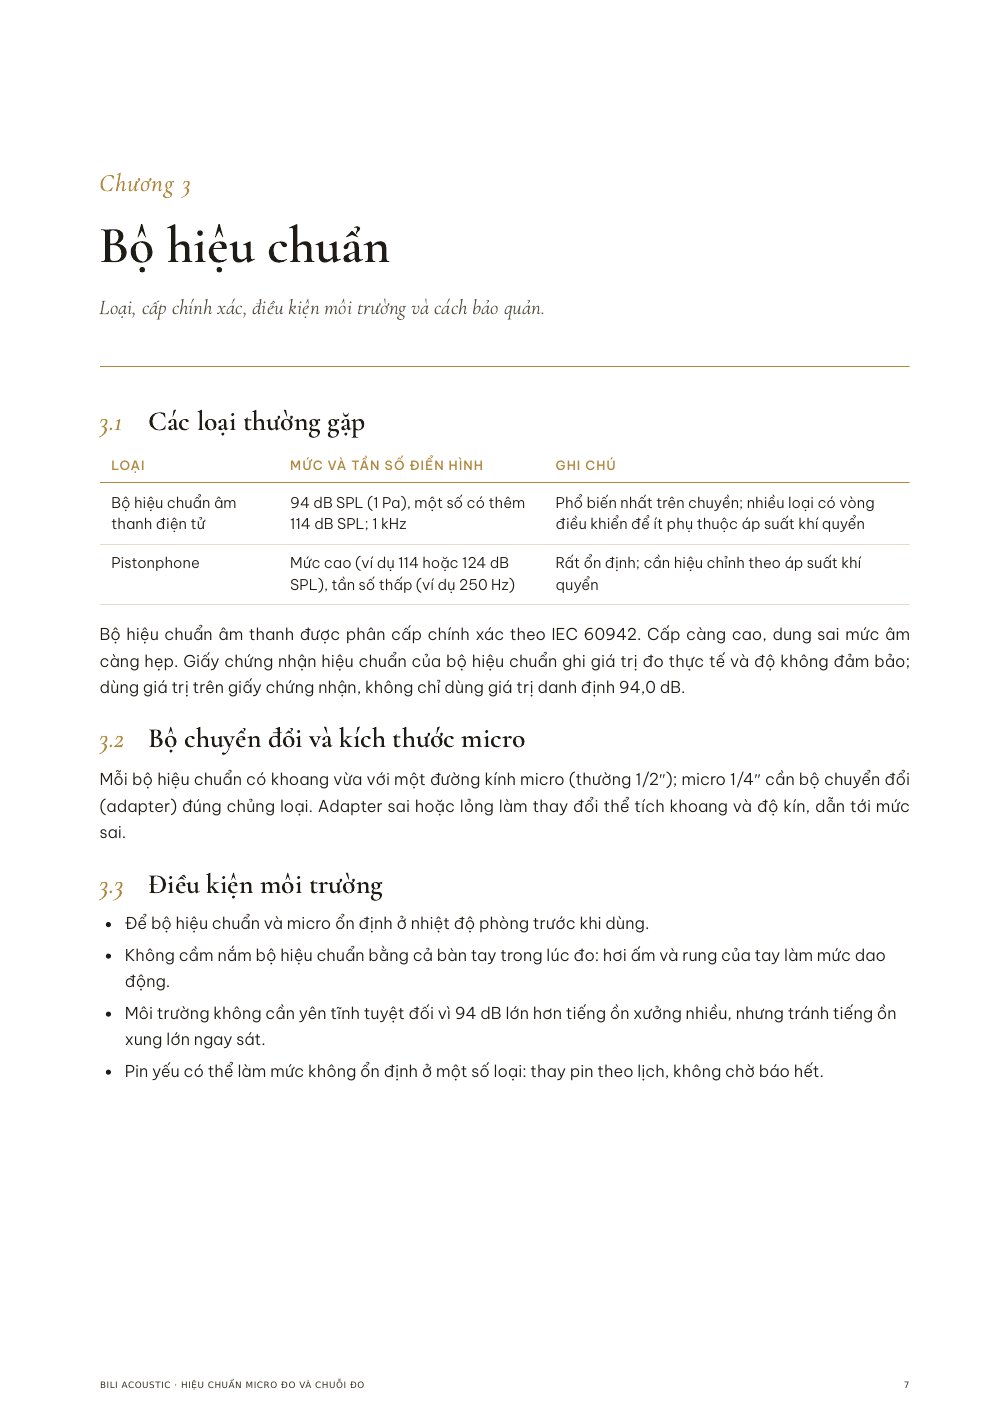 Chương 3
Bộ hiệu chuẩn
Loại, cấp chính xác, điều kiện môi trường và cách bảo quản.
3.1 Các loại thường gặp
LOẠI MỨC VÀ TẦN SỐ ĐIỂN HÌNH GHI CHÚ
Bộ hiệu chuẩn âm 94 dB SPL (1 Pa), một số có thêm Phổ biến nhất trên chuyền; nhiều loại có vòng
thanh điện tử 114 dB SPL; 1 kHz điều khiển để ít phụ thuộc áp suất khí quyển
Pistonphone Mức cao (ví dụ 114 hoặc 124 dB Rất ổn định; cần hiệu chỉnh theo áp suất khí
SPL), tần số thấp (ví dụ 250 Hz) quyển
Bộ hiệu chuẩn âm thanh được phân cấp chính xác theo IEC 60942. Cấp càng cao, dung sai mức âm
càng hẹp. Giấy chứng nhận hiệu chuẩn của bộ hiệu chuẩn ghi giá trị đo thực tế và độ không đảm bảo;
dùng giá trị trên giấy chứng nhận, không chỉ dùng giá trị danh định 94,0 dB.
3.2 Bộ chuyển đổi và kích thước micro
Mỗi bộ hiệu chuẩn có khoang vừa với một đường kính micro (thường 1/2″); micro 1/4″ cần bộ chuyển đổi
(adapter) đúng chủng loại. Adapter sai hoặc lỏng làm thay đổi thể tích khoang và độ kín, dẫn tới mức
sai.
3.3 Điều kiện môi trường
• Để bộ hiệu chuẩn và micro ổn định ở nhiệt độ phòng trước khi dùng.
• Không cầm nắm bộ hiệu chuẩn bằng cả bàn tay trong lúc đo: hơi ấm và rung của tay làm mức dao
động.
• Môi trường không cần yên tĩnh tuyệt đối vì 94 dB lớn hơn tiếng ồn xưởng nhiều, nhưng tránh tiếng ồn
xung lớn ngay sát.
• Pin yếu có thể làm mức không ổn định ở một số loại: thay pin theo lịch, không chờ báo hết.
BILI ACOUSTIC · HIỆU CHUẨN MICRO ĐO VÀ CHUỖI ĐO 7